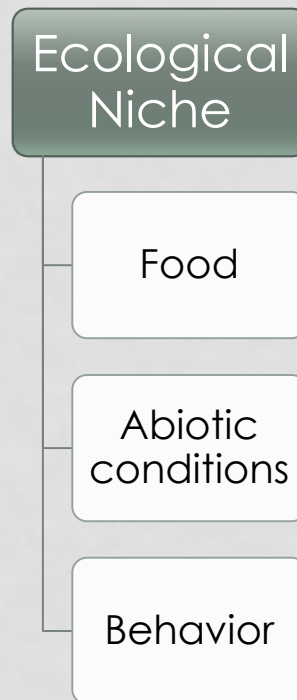 Ecological
Niche
Food
Abiotic
conditions
Behavior